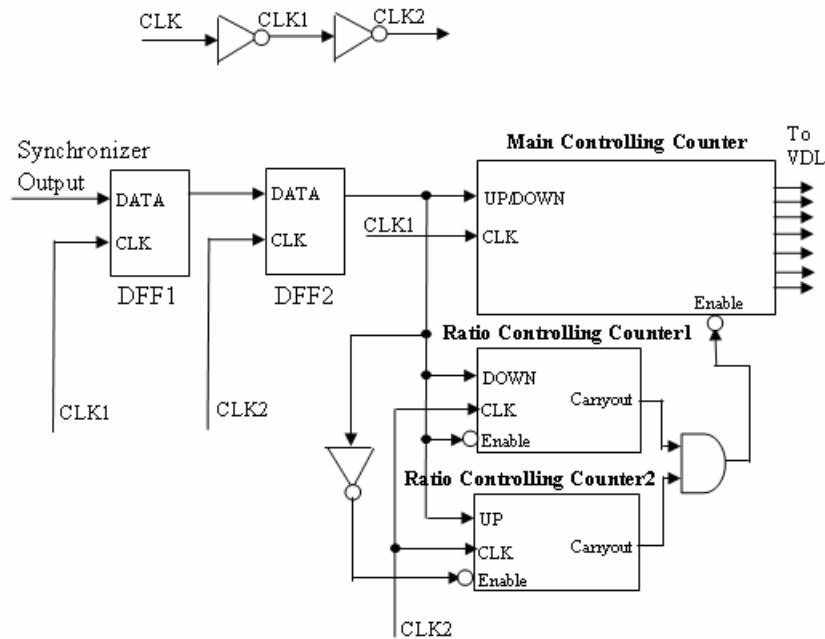 CLK
CLK1
CLK2
Synchronizer
Output
Main Controlling Counter
To
VDL
DATA
CLK
DFF1
DATA
CLK
DFF2
CLK1
UP/DOWN
CLK
Enable
CLK1
CLK2
Ratio Controlling Counter1
DOWN
CLK
Enable
Carryout
Ratio Controlling Counter2
UP
CLK
Enable
Carryout
CLK2